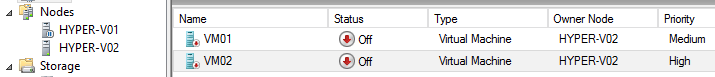 Nodes
HYPER-V01
HYPER-V02
Storage
Name Status Type Owner Node Priority
VM01 Off Virtual Machine HYPER-V02 Medium
VM02 Off Virtual Machine HYPER-V02 High